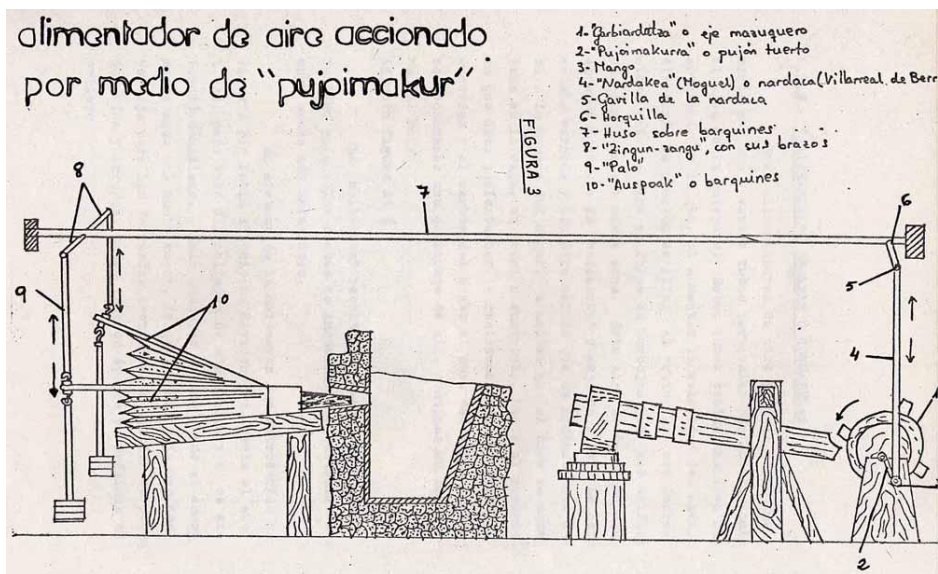 alimentador de aire accionado
por medio de "pujoimakur"
FIGURA 3
1-"Garbiardatza" o eje mazuquero
2-"Pujoimakurra" o pujón tuerto
3-Mango
4-"Nardakea" (Moguel) o nardaca (Villarreal de Berr
5-Gavilla de la nardaca
6-Horquilla
7-Huso sobre barquines
8-"Zingun-zangu", con sus brazos
9-"Palo"
10-"Auspoak" o barquines
8
7
6
5
9
10
4
2